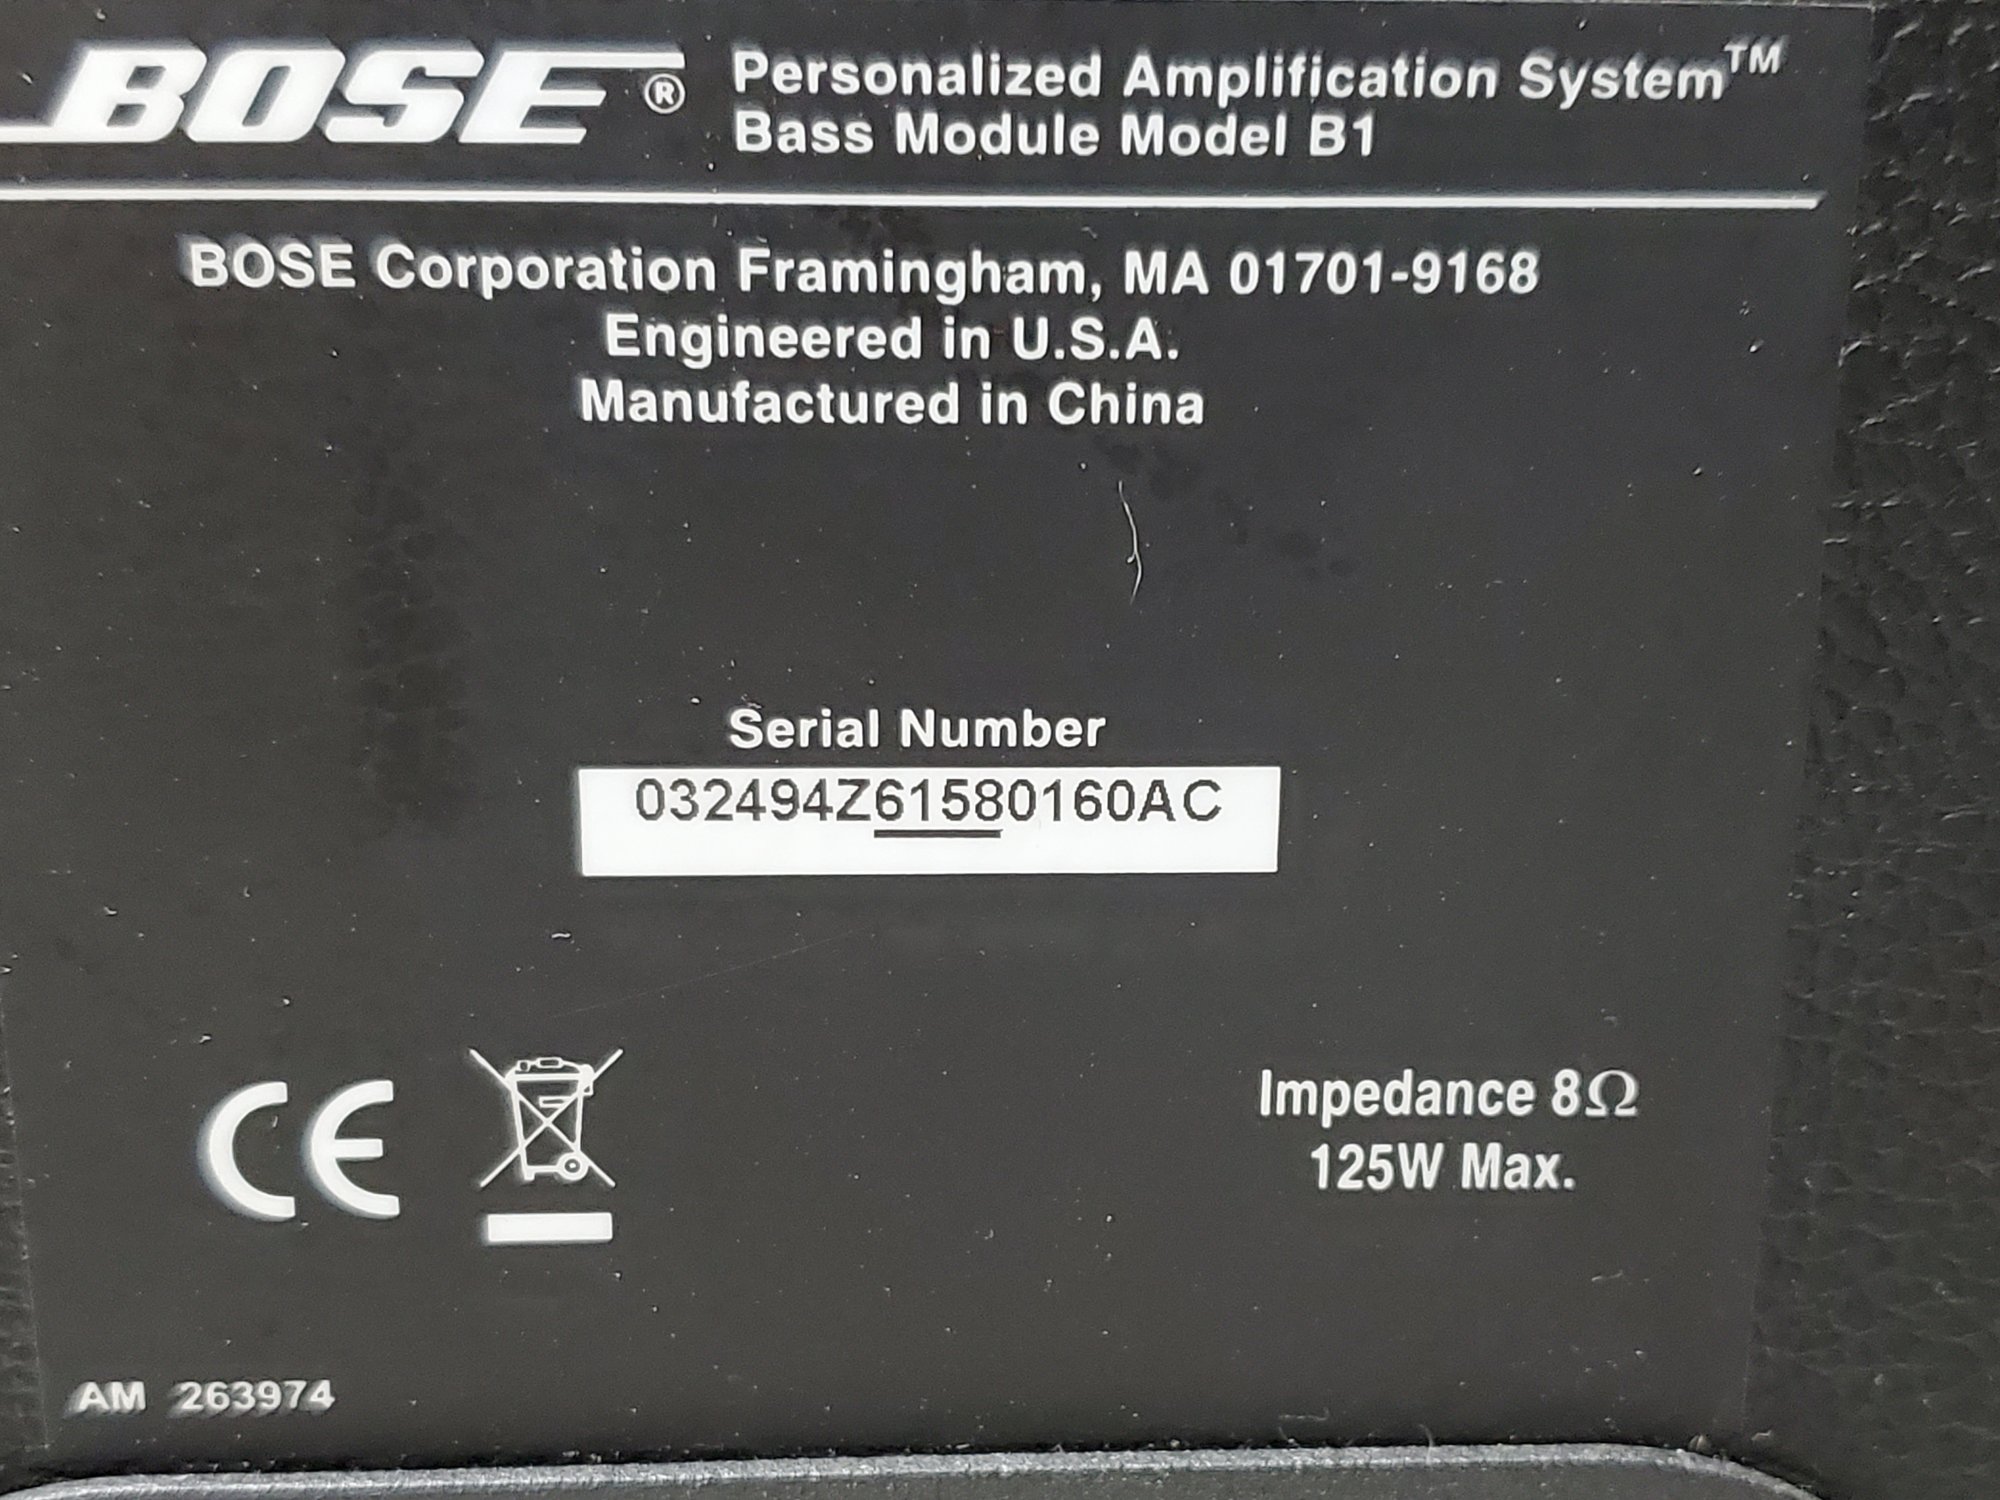 BOSE® Personalized Amplification System™
Bass Module Model B1
BOSE Corporation Framingham, MA 01701-9168
Engineered in U.S.A.
Manufactured in China
Serial Number
032494Z61580160AC
CE
Impedance 8Ω
125W Max.
AM 263974